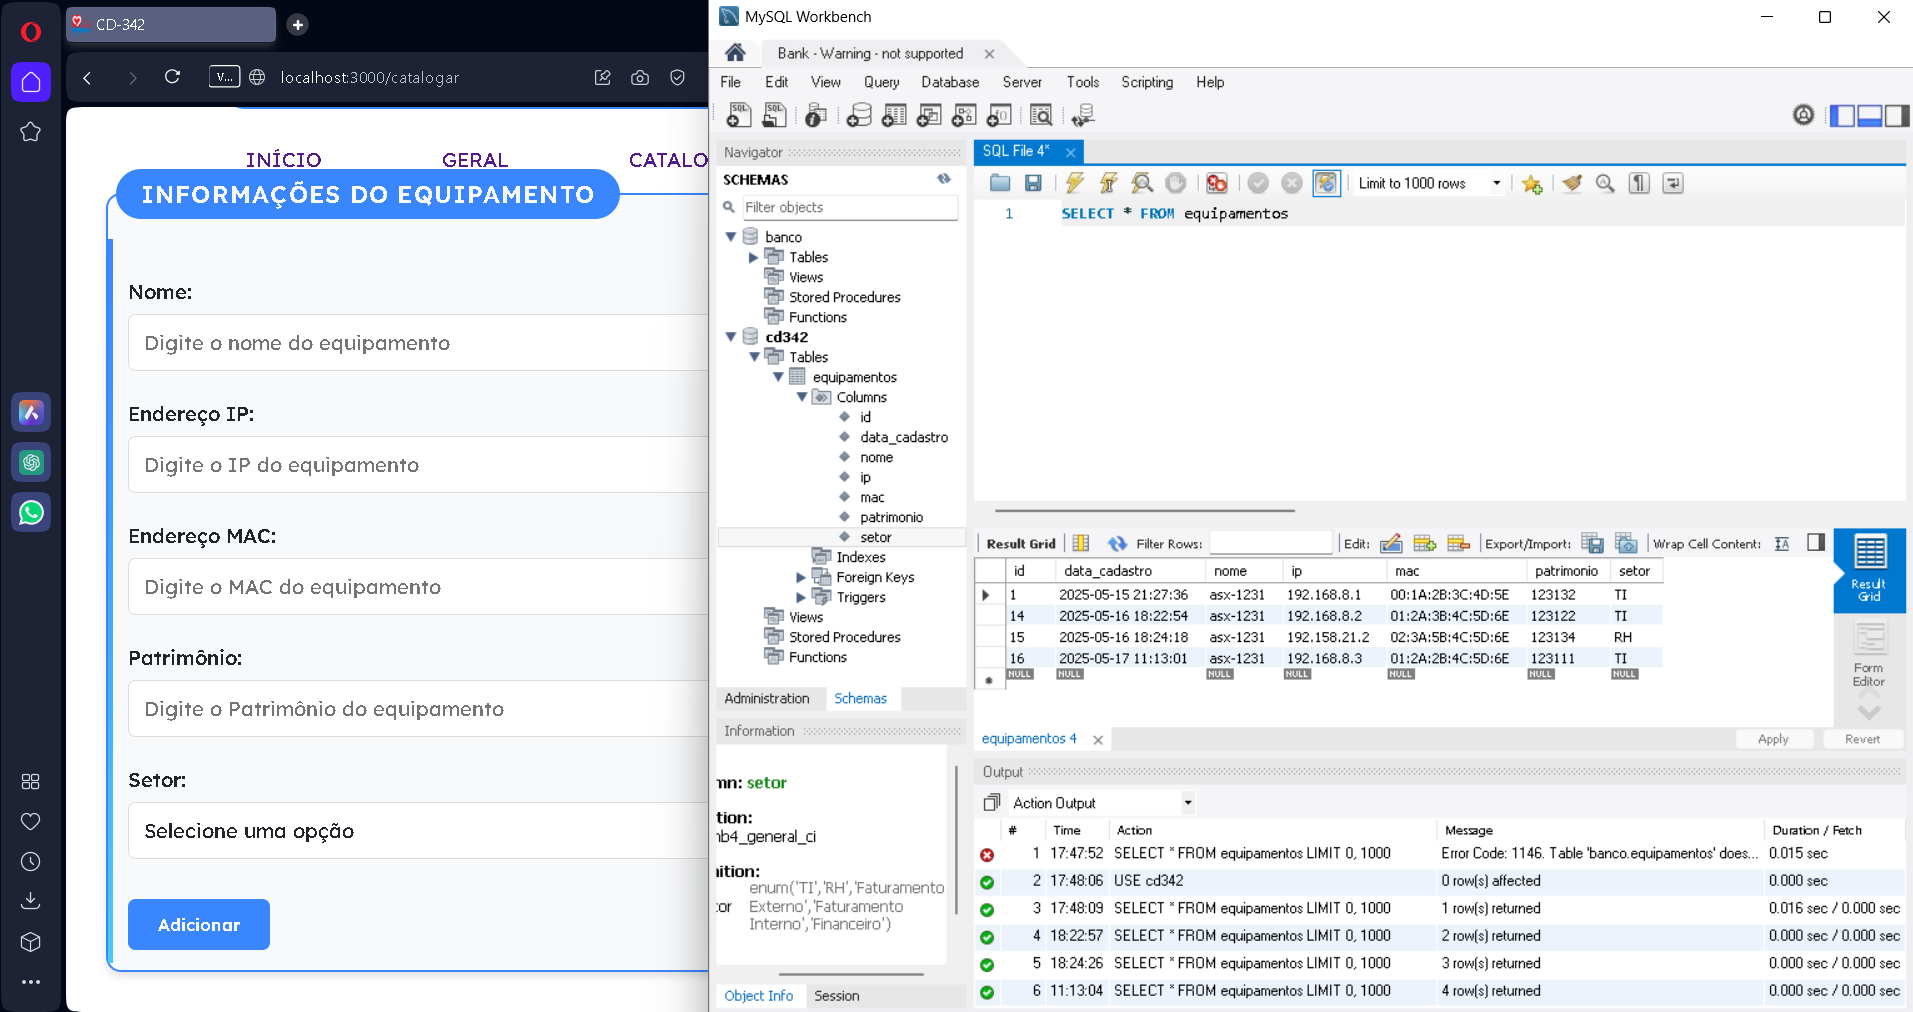 CD-342
V...
localhost:3000/catalogar
INÍCIO GERAL CATALO
INFORMAÇÕES DO EQUIPAMENTO
Nome:
Digite o nome do equipamento
Endereço IP:
Digite o IP do equipamento
Endereço MAC:
Digite o MAC do equipamento
Patrimônio:
Digite o Patrimônio do equipamento
Setor:
Selecione uma opção
Adicionar
MySQL Workbench
Bank - Warning - not supported
File Edit View Query Database Server Tools Scripting Help
Navigator
SCHEMAS
Filter objects
banco
Tables
Views
Stored Procedures
Functions
cd342
Tables
equipamentos
Columns
id
data_cadastro
nome
ip
mac
patrimonio
setor
Indexes
Foreign Keys
Triggers
Views
Stored Procedures
Functions
Administration Schemas
Information
mn: setor
tion:
nb4_general_ci
nition:
enum('TI','RH','Faturamento
tor Externo','Faturamento
Interno','Financeiro')
Object Info Session
SQL File 4*
Limit to 1000 rows
1 SELECT * FROM equipamentos
Result Grid Filter Rows: Edit: Export/Import: Wrap Cell Content:
id data_cadastro nome ip mac patrimonio setor
1 2025-05-15 21:27:36 asx-1231 192.168.8.1 00:1A:2B:3C:4D:5E 123132 TI
14 2025-05-16 18:22:54 asx-1231 192.168.8.2 01:2A:3B:4C:5D:6E 123122 TI
15 2025-05-16 18:24:18 asx-1231 192.158.21.2 02:3A:5B:4C:5D:6E 123134 RH
16 2025-05-17 11:13:01 asx-1231 192.168.8.3 01:2A:2B:4C:5D:6E 123111 TI
NULL NULL NULL NULL NULL NULL NULL
Result
Grid
Form
Editor
equipamentos 4
Apply Revert
Output
Action Output
# Time Action Message Duration / Fetch
1 17:47:52 SELECT * FROM equipamentos LIMIT 0, 1000 Error Code: 1146. Table 'banco.equipamentos' does... 0.015 sec
2 17:48:06 USE cd342 0 row(s) affected 0.000 sec
3 17:48:09 SELECT * FROM equipamentos LIMIT 0, 1000 1 row(s) returned 0.016 sec / 0.000 sec
4 18:22:57 SELECT * FROM equipamentos LIMIT 0, 1000 2 row(s) returned 0.000 sec / 0.000 sec
5 18:24:26 SELECT * FROM equipamentos LIMIT 0, 1000 3 row(s) returned 0.000 sec / 0.000 sec
6 11:13:04 SELECT * FROM equipamentos LIMIT 0, 1000 4 row(s) returned 0.000 sec / 0.000 sec